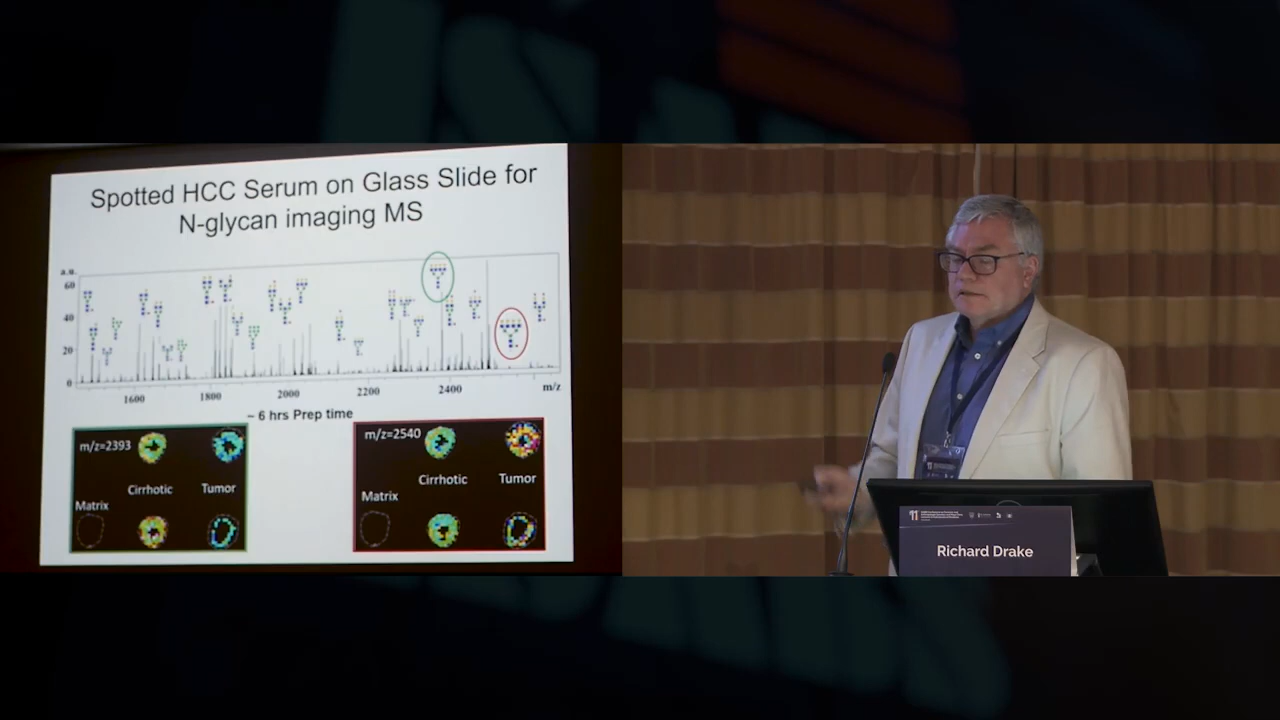 Spotted HCC Serum on Glass Slide for
N-glycan imaging MS
a.u.
60
40
20
0
1600
1800
2000
2200
2400
m/z
~ 6 hrs Prep time
m/z=2393
Cirrhotic
Tumor
Matrix
m/z=2540
Cirrhotic
Tumor
Matrix
11
Richard Drake